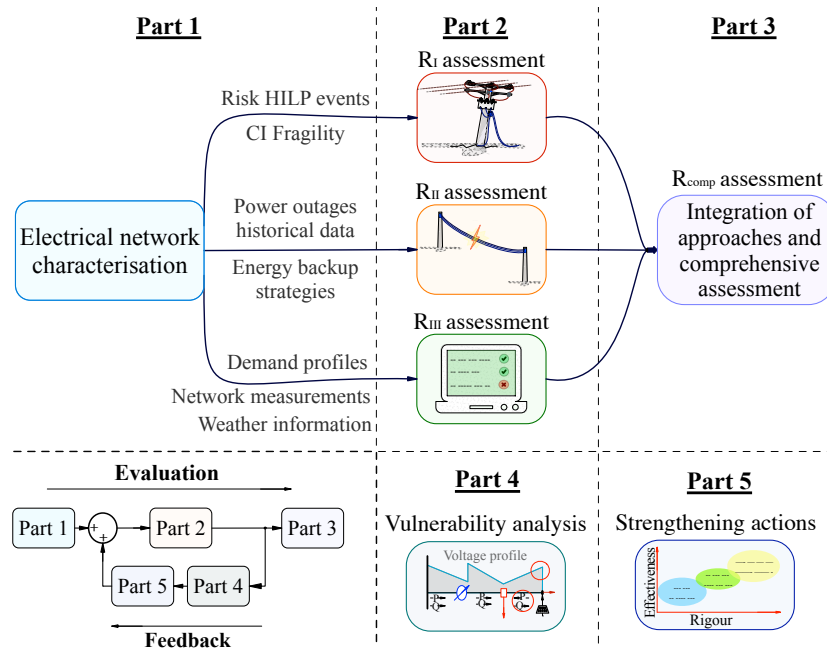 Part 1
Part 2
Part 3
Risk HILP events
CI Fragility
Electrical network
characterisation
Power outages
historical data
Energy backup
strategies
Demand profiles
Network measurements
Weather information
RI assessment
RII assessment
RIII assessment
Rcomp assessment
Integration of
approaches and
comprehensive
assessment
Evaluation
Part 1
+
+
Part 2
Part 3
Part 5
Part 4
Feedback
Part 4
Vulnerability analysis
Voltage profile
P
Q
P
Q
P
Q
Part 5
Strengthening actions
Effectiveness
Rigour